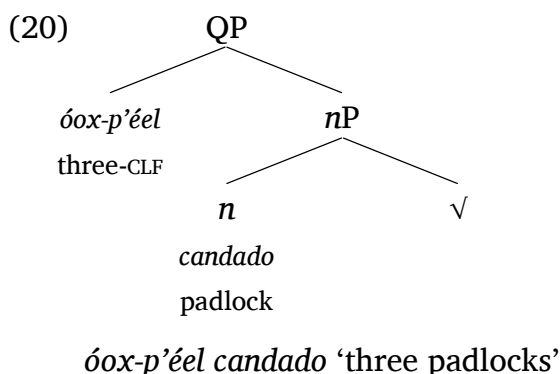 (20) QP
óox-p’éel nP
three-CLF
n √
candado
padlock
óox-p’éel candado ‘three padlocks’